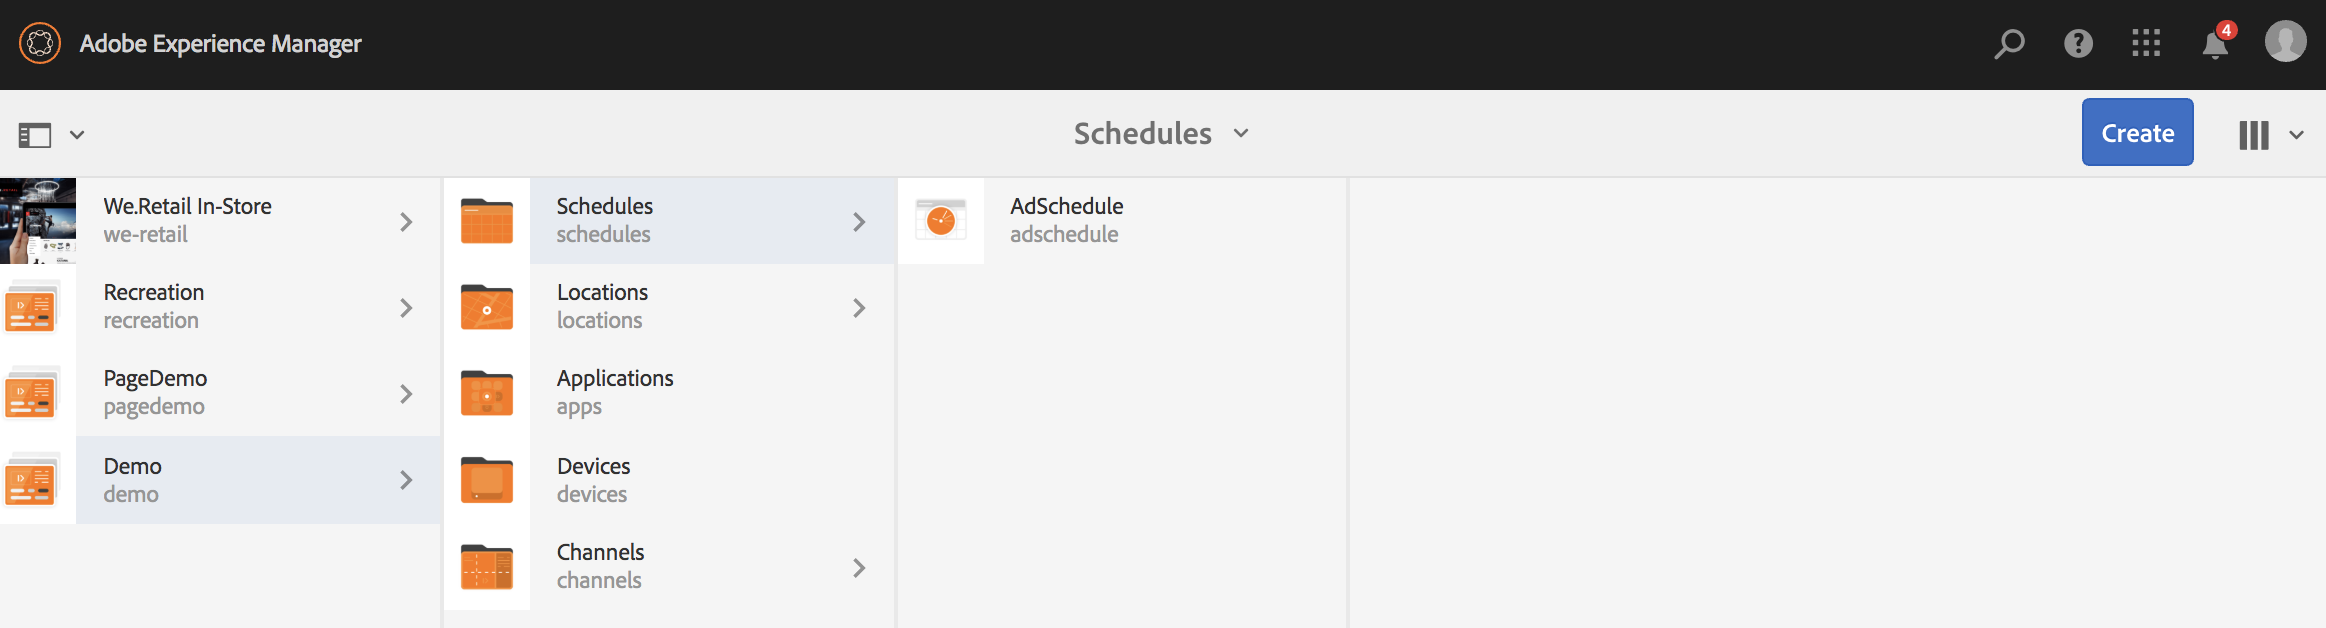 Adobe Experience Manager
4
Schedules
Create
We.Retail In-Store
we-retail
Recreation
recreation
PageDemo
pagedemo
Demo
demo
Schedules
schedules
Locations
locations
Applications
apps
Devices
devices
Channels
channels
AdSchedule
adschedule